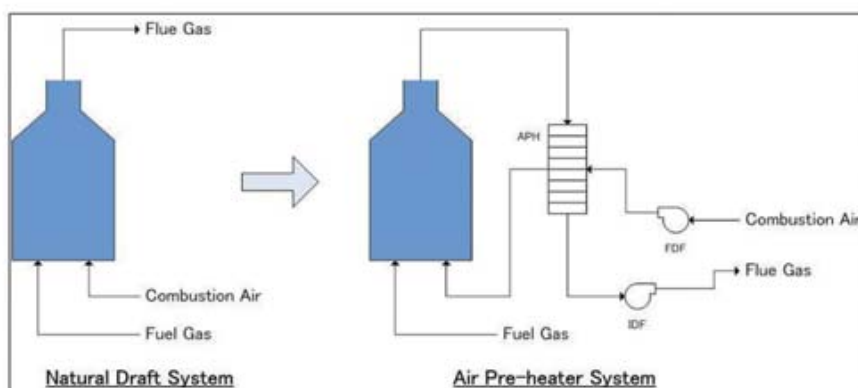 Flue Gas
Combustion Air
Fuel Gas
Natural Draft System
APH
Combustion Air
FDF
Flue Gas
IDF
Fuel Gas
Air Pre-heater System